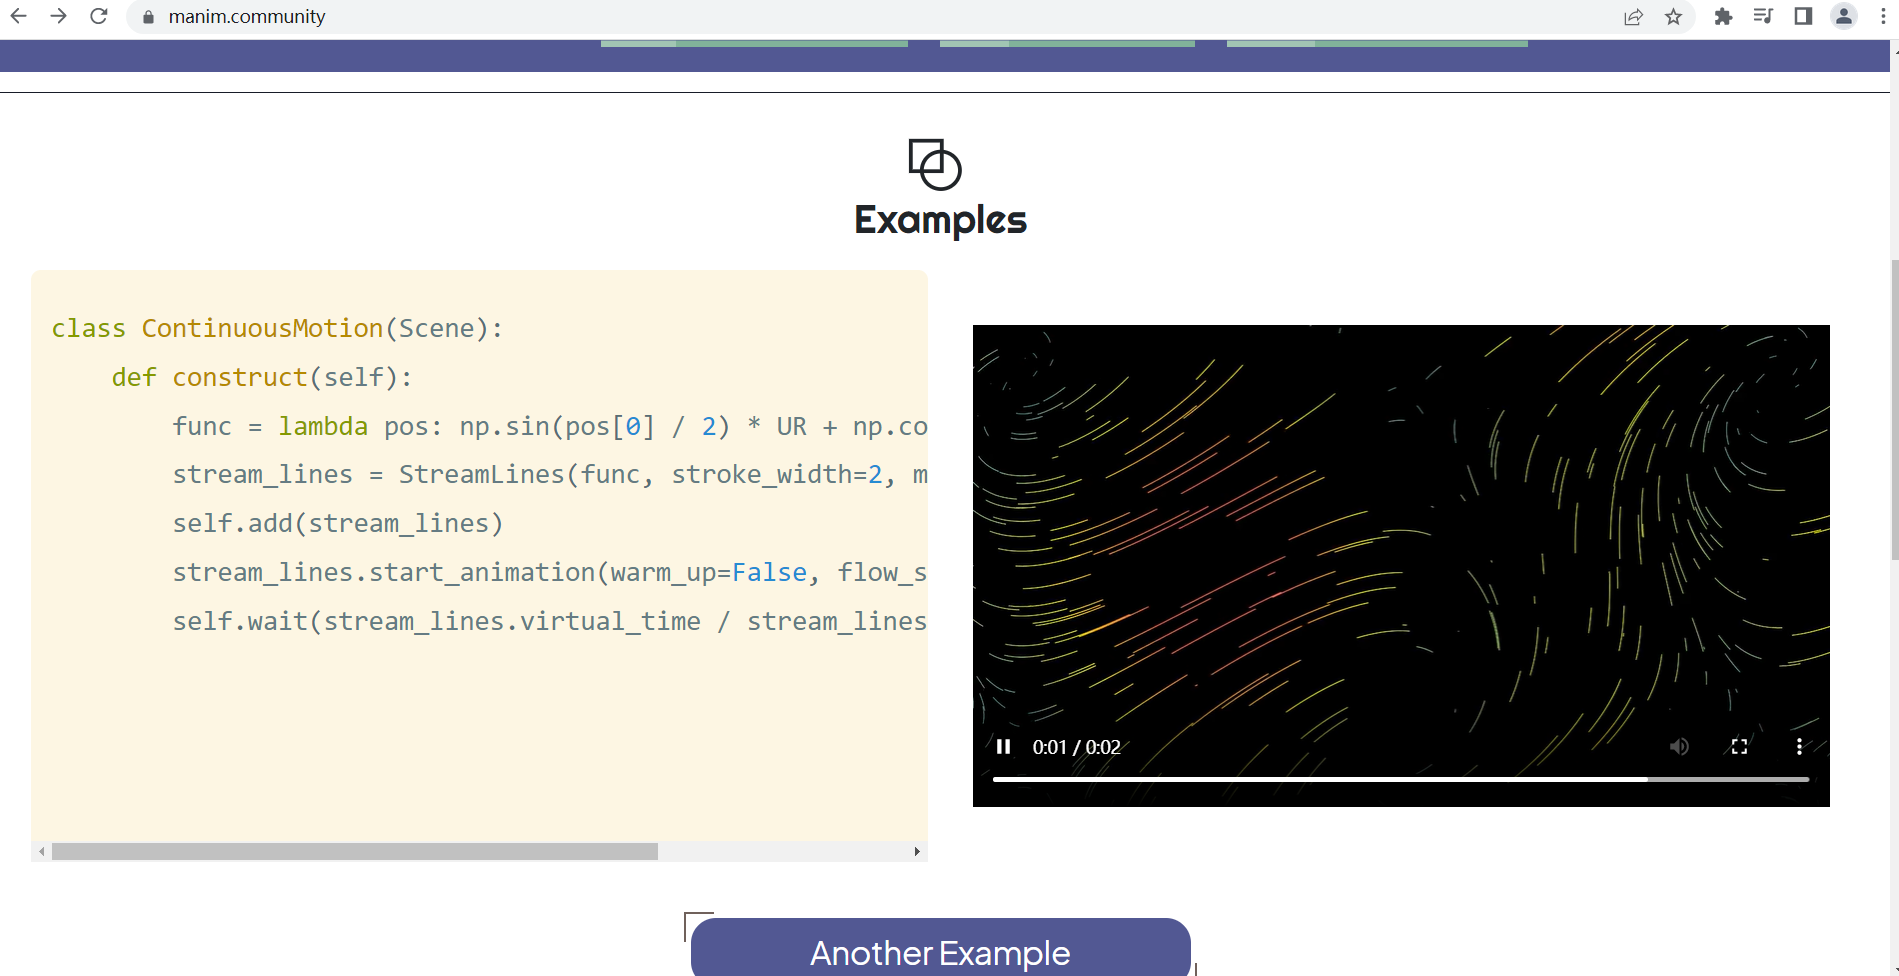 manim.community
Examples
class ContinuousMotion(Scene):
def construct(self):
func = lambda pos: np.sin(pos[0] / 2) * UR + np.co
stream_lines = StreamLines(func, stroke_width=2, m
self.add(stream_lines)
stream_lines.start_animation(warm_up=False, flow_s
self.wait(stream_lines.virtual_time / stream_lines
0:01 / 0:02
Another Example